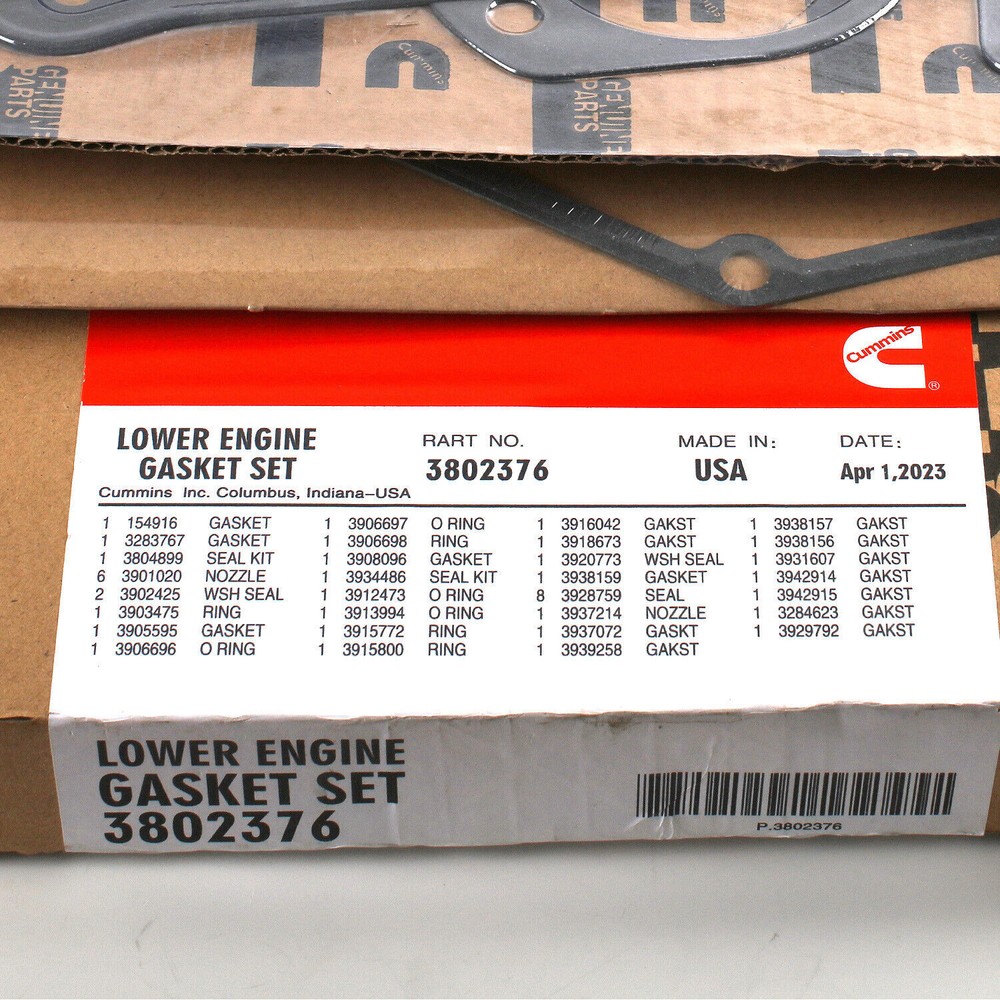 Cummins
Cummins
GENUINE
PARTS
GENUINE
PARTS
Cummins
®
LOWER ENGINE
GASKET SET
RART NO.
3802376
MADE IN:
USA
DATE:
Apr 1,2023
Cummins Inc. Columbus, Indiana-USA
1 154916 GASKET 1 3906697 O RING 1 3916042 GAKST 1 3938157 GAKST
1 3283767 GASKET 1 3906698 RING 1 3918673 GAKST 1 3938156 GAKST
1 3804899 SEAL KIT 1 3908096 GASKET 1 3920773 WSH SEAL 1 3931607 GAKST
6 3901020 NOZZLE 1 3934486 SEAL KIT 1 3938159 GASKET 1 3942914 GAKST
2 3902425 WSH SEAL 1 3912473 O RING 8 3928759 SEAL 1 3942915 GAKST
1 3903475 RING 1 3913994 O RING 1 3937214 NOZZLE 1 3284623 GAKST
1 3905595 GASKET 1 3915772 RING 1 3937072 GASKT 1 3929792 GAKST
1 3906696 O RING 1 3915800 RING 1 3939258 GAKST
LOWER ENGINE
GASKET SET
3802376
P.3802376